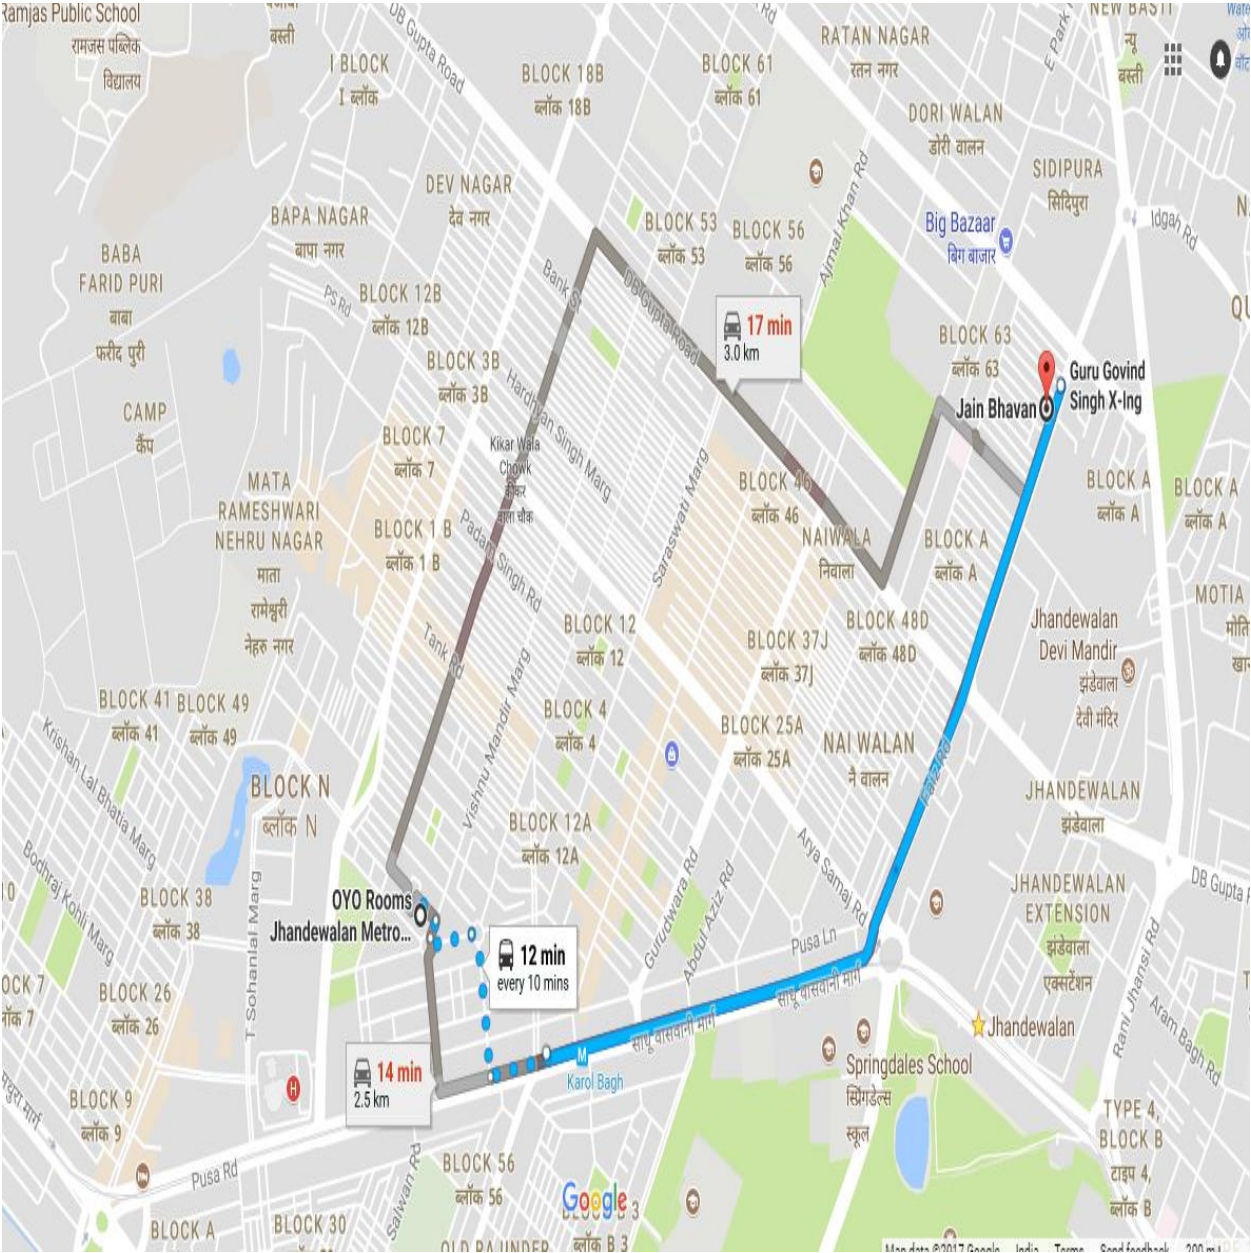 Ramjas Public School
रामजस पब्लिक
विद्यालय
बस्ती
DB Gupta Road
I BLOCK
I ब्लॉक
BLOCK 18B
ब्लॉक 18B
BLOCK 61
ब्लॉक 61
Rd
RATAN NAGAR
रतन नगर
NEW BASTI
न्यू
बस्ती
DORI WALAN
डोरी वालन
SIDIPURA
सिदिपुरा
Idgah Rd
DEV NAGAR
देव नगर
BAPA NAGAR
बापा नगर
BLOCK 53
ब्लॉक 53
BLOCK 56
ब्लॉक 56
Ajmal Khan Rd
Big Bazaar
बिग बाजार
BABA
FARID PURI
बाबा
फरीद पुरी
PS Rd
BLOCK 12B
ब्लॉक 12B
Bank S
DB Gupta Road
17 min
3.0 km
BLOCK 63
ब्लॉक 63
BLOCK 3B
ब्लॉक 3B
Hardhyan Singh Marg
Guru Govind
Singh X-Ing
Jain Bhavan
CAMP
कैंप
BLOCK 7
ब्लॉक 7
Kikar Wala
Chowk
Saraswati Marg
BLOCK 46
ब्लॉक 46
BLOCK A
ब्लॉक A
BLOCK A
ब्लॉक A
MATA
RAMESHWARI
NEHRU NAGAR
माता
रामेश्वरी
नेहरु नगर
BLOCK 1 B
ब्लॉक 1 B
Padam Singh Rd
NAIWALA
निवाला
BLOCK A
ब्लॉक A
MOTIA
Tank Rd
BLOCK 12
ब्लॉक 12
BLOCK 37J
ब्लॉक 37J
BLOCK 48D
ब्लॉक 48D
Jhandewalan
Devi Mandir
झंडेवाला
देवी मंदिर
BLOCK 41
ब्लॉक 41
BLOCK 49
ब्लॉक 49
Vishnu Mandir Marg
BLOCK 4
ब्लॉक 4
BLOCK 25A
ब्लॉक 25A
NAI WALAN
नै वालन
Faiz Rd
Krishan Lal Bhatia Marg
BLOCK N
ब्लॉक N
JHANDEWALAN
झंडेवाला
BLOCK 12A
ब्लॉक 12A
Arya Samaj Rd
Bodhraj Kohli Marg
BLOCK 38
ब्लॉक 38
T Sohanlal Marg
OYO Rooms
Jhandewalan Metro...
Gurudwara Rd
Abdul Aziz Rd
Pusa Ln
JHANDEWALAN
EXTENSION
झंडेवाला
एक्सटेंशन
DB Gupta
12 min
every 10 mins
साधू वासवानी मार्ग
साधू वासवानी मार्ग
Rani Jhansi Rd
Aram Bagh Rd
BLOCK 26
ब्लॉक 26
Jhandewalan
14 min
2.5 km
M
Karol Bagh
Springdales School
स्प्रिंगडेल्स
स्कूल
H
BLOCK 9
ब्लॉक 9
TYPE 4,
BLOCK B
टाइप 4,
ब्लॉक B
Pusa Rd
Salwan Rd
BLOCK 56
ब्लॉक 56
Google
BLOCK A
BLOCK 30
ब्लॉक B 3
Map data ©2017 Google India Terms Send feedback 200 m